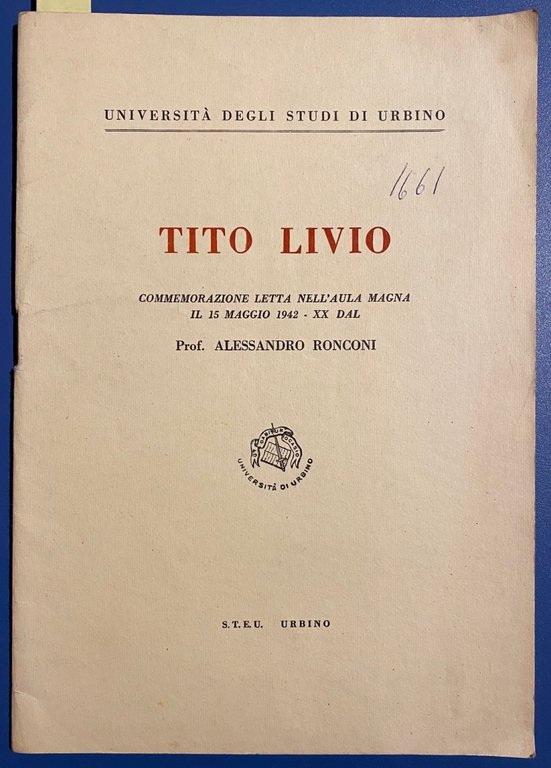 UNIVERSITÀ DEGLI STUDI DI URBINO
1661
TITO LIVIO
COMMEMORAZIONE LETTA NELL'AULA MAGNA
IL 15 MAGGIO 1942 - XX DAL
Prof. ALESSANDRO RONCONI
UNIVERSITÀ DI URBINO
S.T.E.U. URBINO